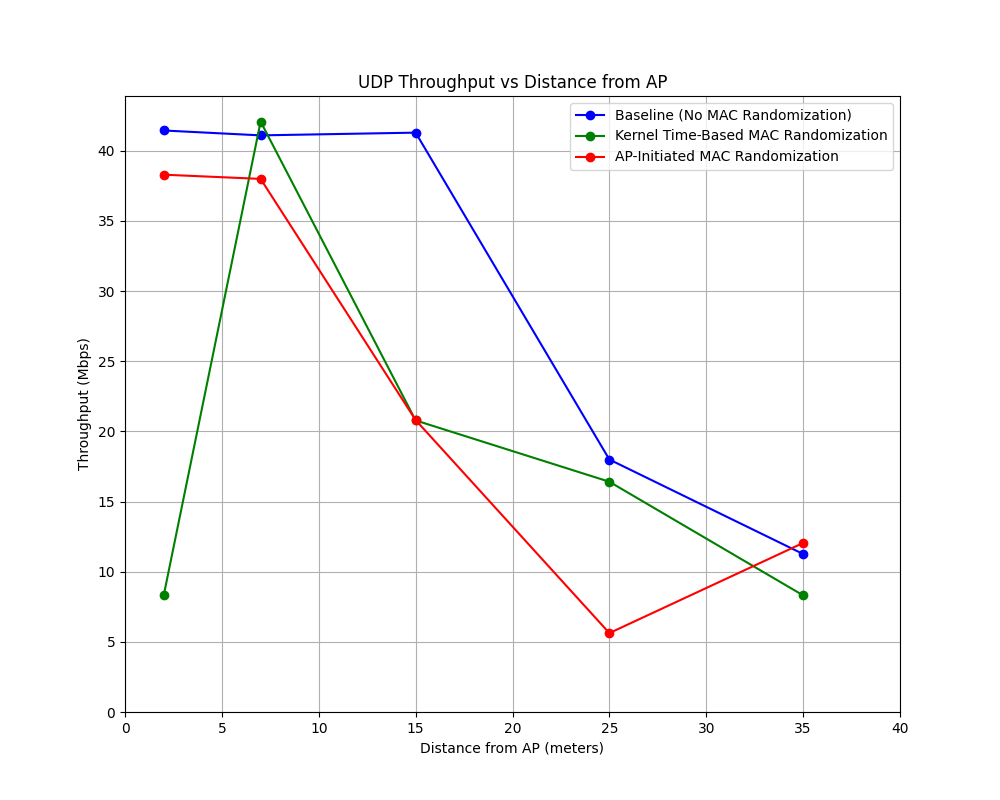 UDP Throughput vs Distance from AP
Baseline (No MAC Randomization)
Kernel Time-Based MAC Randomization
AP-Initiated MAC Randomization
Throughput (Mbps)
40
35
30
25
20
15
10
5
0
0 5 10 15 20 25 30 35 40
Distance from AP (meters)